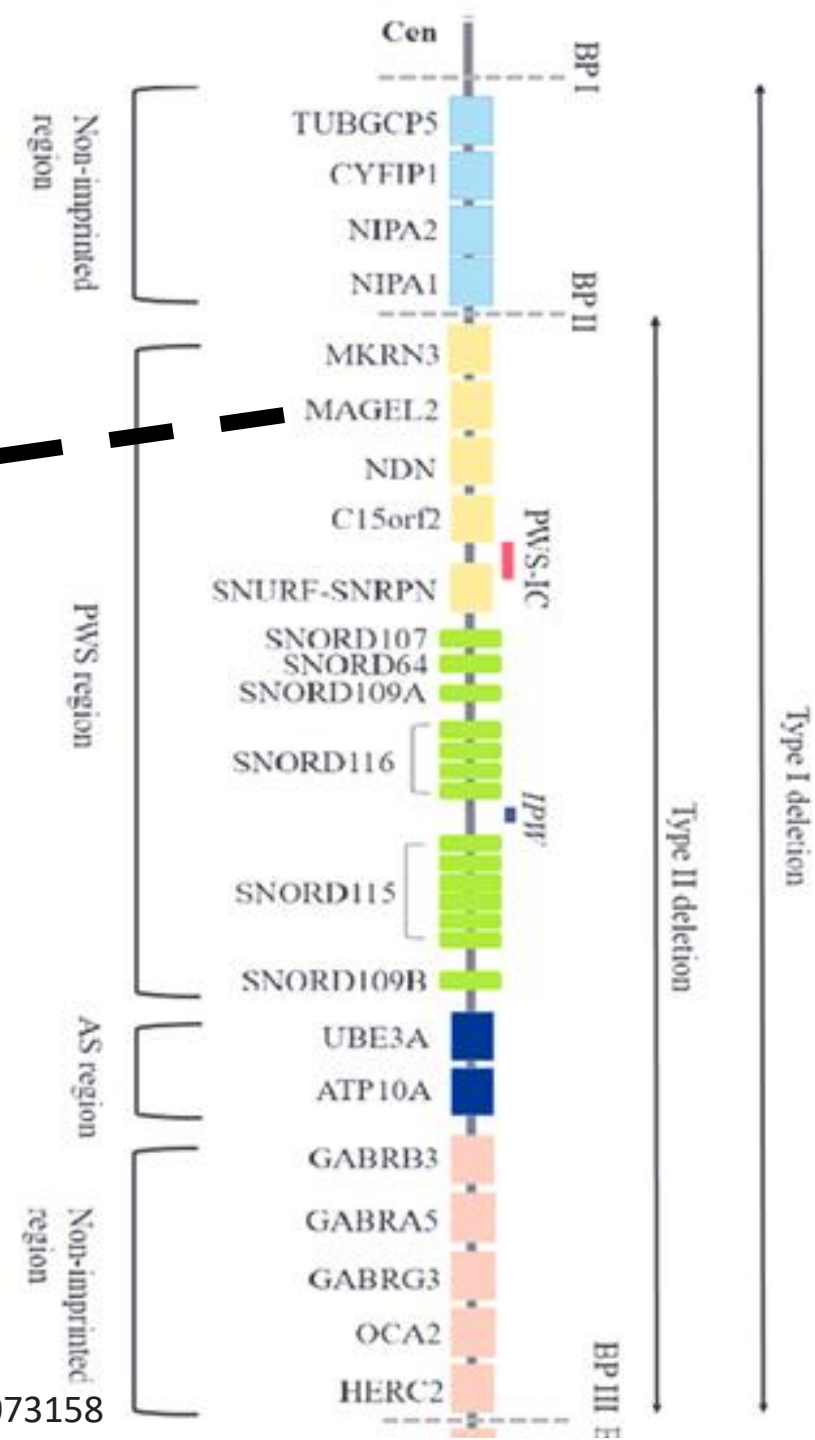 Cen
BP I
TUBGCP5
CYFIP1
NIPA2
NIPA1
Non-imprinted
region
BP II
MKRN3
MAGEL2
NDN
C15orf2
PWS-IC
SNURF-SNRPN
SNORD107
SNORD64
SNORD109A
SNORD116
IPW
SNORD115
SNORD109B
PWS region
Type II deletion
Type I deletion
UBE3A
ATP10A
AS region
GABRB3
GABRA5
GABRG3
OCA2
HERC2
Non-imprinted
region
BP III
073158